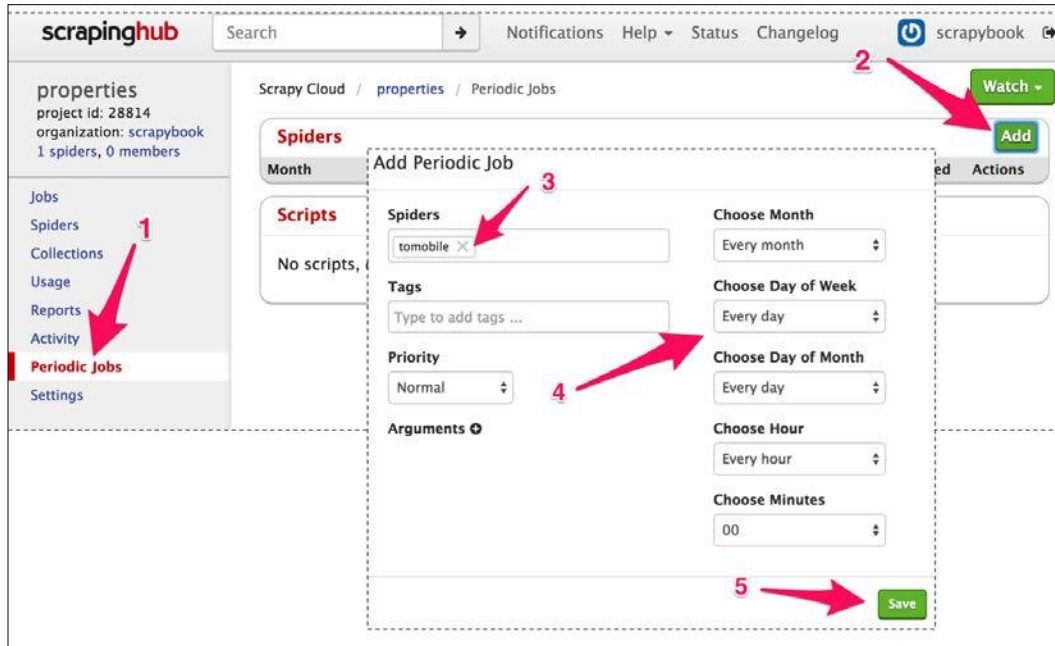 scrapinghub
Search
Notifications Help Status Changelog
scrapybook
properties
project id: 28814
organization: scrapybook
1 spiders, 0 members
Scrapy Cloud / properties / Periodic Jobs
2
Watch
Spiders
Add
Month
ed Actions
Jobs
Spiders
Collections
Usage
Reports
Activity
Periodic Jobs
Settings
1
Scripts
No scripts,
Add Periodic Job
3
Spiders
tomobile
Tags
Type to add tags ...
Priority
Normal
Arguments
4
Choose Month
Every month
Choose Day of Week
Every day
Choose Day of Month
Every day
Choose Hour
Every hour
Choose Minutes
00
5
Save